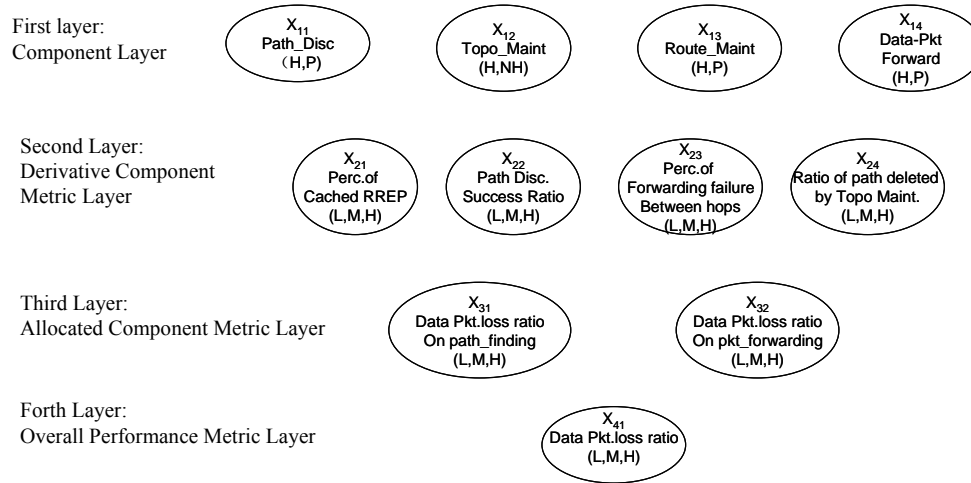 First layer:
Component Layer
X11
Path_Disc
(H,P)
X12
Topo_Maint
(H,NH)
X13
Route_Maint
(H,P)
X14
Data-Pkt
Forward
(H,P)
Second Layer:
Derivative Component
Metric Layer
X21
Perc.of
Cached RREP
(L,M,H)
X22
Path Disc.
Success Ratio
(L,M,H)
X23
Perc.of
Forwarding failure
Between hops
(L,M,H)
X24
Ratio of path deleted
by Topo Maint.
(L,M,H)
Third Layer:
Allocated Component Metric Layer
X31
Data Pkt.loss ratio
On path_finding
(L,M,H)
X32
Data Pkt.loss ratio
On pkt_forwarding
(L,M,H)
Forth Layer:
Overall Performance Metric Layer
X41
Data Pkt.loss ratio
(L,M,H)